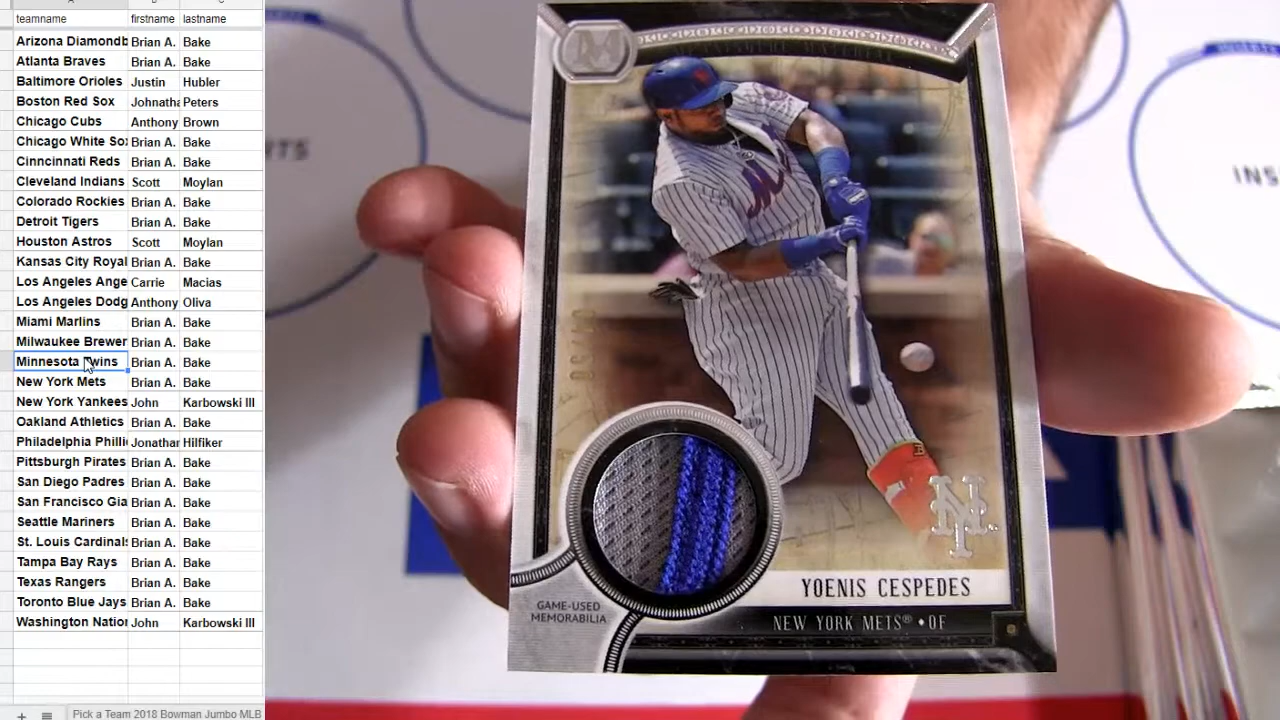 teamname firstname lastname
Arizona Diamondb Brian A. Bake
Atlanta Braves Brian A. Bake
Baltimore Orioles Justin Hubler
Boston Red Sox Johnatha Peters
Chicago Cubs Anthony Brown
Chicago White Sox Brian A. Bake
Cinncinnati Reds Brian A. Bake
Cleveland Indians Scott Moylan
Colorado Rockies Brian A. Bake
Detroit Tigers Brian A. Bake
Houston Astros Scott Moylan
Kansas City Royal Brian A. Bake
Los Angeles Ange Carrie Macias
Los Angeles Dodg Anthony Oliva
Miami Marlins Brian A. Bake
Milwaukee Brewer Brian A. Bake
Minnesota Twins Brian A. Bake
New York Mets Brian A. Bake
New York Yankees John Karbowski III
Oakland Athletics Brian A. Bake
Philadelphia Philli Jonathan Hilfiker
Pittsburgh Pirates Brian A. Bake
San Diego Padres Brian A. Bake
San Francisco Gia Brian A. Bake
Seattle Mariners Brian A. Bake
St. Louis Cardinals Brian A. Bake
Tampa Bay Rays Brian A. Bake
Texas Rangers Brian A. Bake
Toronto Blue Jays Brian A. Bake
Washington Nation John Karbowski III
Pick a Team 2018 Bowman Jumbo MLB
M
NY
YOENIS CESPEDES
GAME-USED
MEMORABILIA
NEW YORK METS® • OF
INS